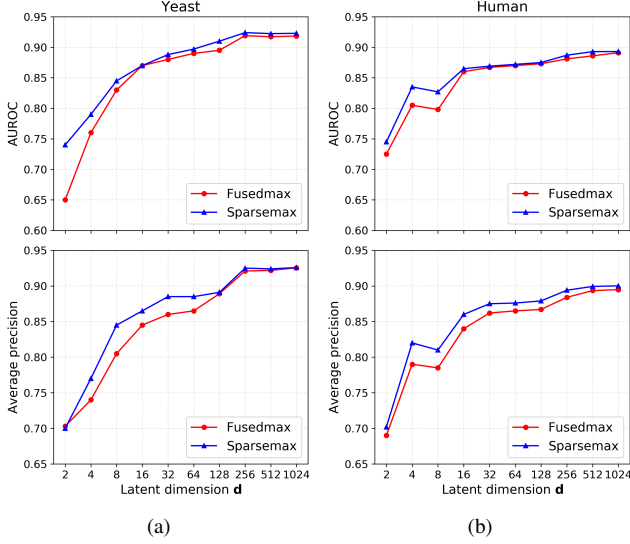 Yeast
Human
AUROC
0.95
0.90
0.85
0.80
0.75
0.70
0.65
0.60
Fusedmax
Sparsemax
AUROC
0.95
0.90
0.85
0.80
0.75
0.70
0.65
0.60
Fusedmax
Sparsemax
Average precision
0.95
0.90
0.85
0.80
0.75
0.70
0.65
Fusedmax
Sparsemax
2 4 8 16 32 64 128 256 512 1024
Latent dimension d
Average precision
0.95
0.90
0.85
0.80
0.75
0.70
0.65
Fusedmax
Sparsemax
2 4 8 16 32 64 128 256 512 1024
Latent dimension d
(a)
(b)